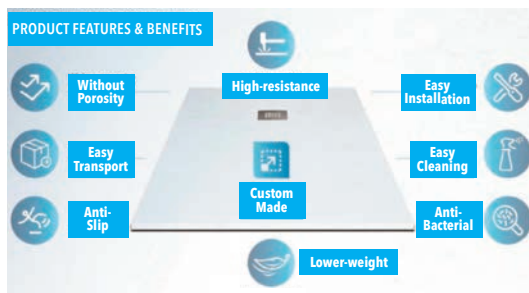 PRODUCT FEATURES & BENEFITS
High-resistance
Without
Porosity
Easy
Installation
Easy
Transport
Easy
Cleaning
Custom
Made
Anti-
Slip
Anti-
Bacterial
Lower-weight